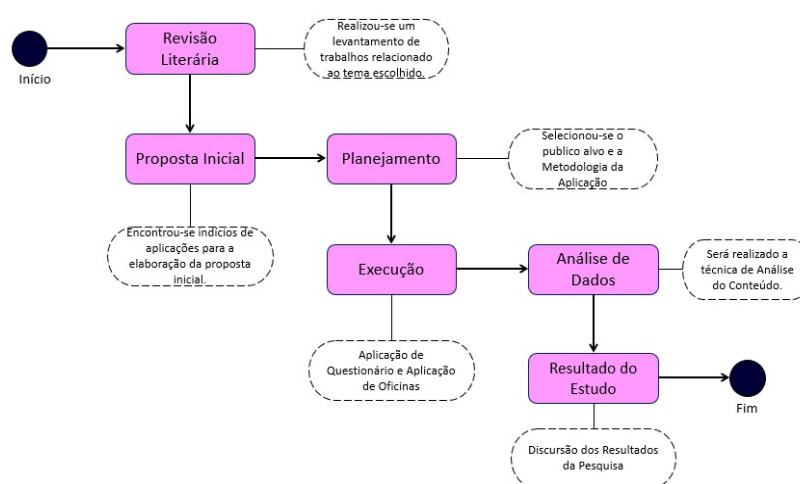 Início
Revisão
Literária
Realizou-se um
levantamento de
trabalhos relacionado
ao tema escolhido.
Proposta Inicial
Encontrou-se indícios de
aplicações para a
elaboração da proposta
inicial.
Planejamento
Selecionou-se o
publico alvo e a
Metodologia da
Aplicação
Execução
Aplicação de
Questionário e Aplicação
de Oficinas
Análise de
Dados
Será realizado a
técnica de Análise
do Conteúdo.
Resultado do
Estudo
Discursão dos Resultados
da Pesquisa
Fim